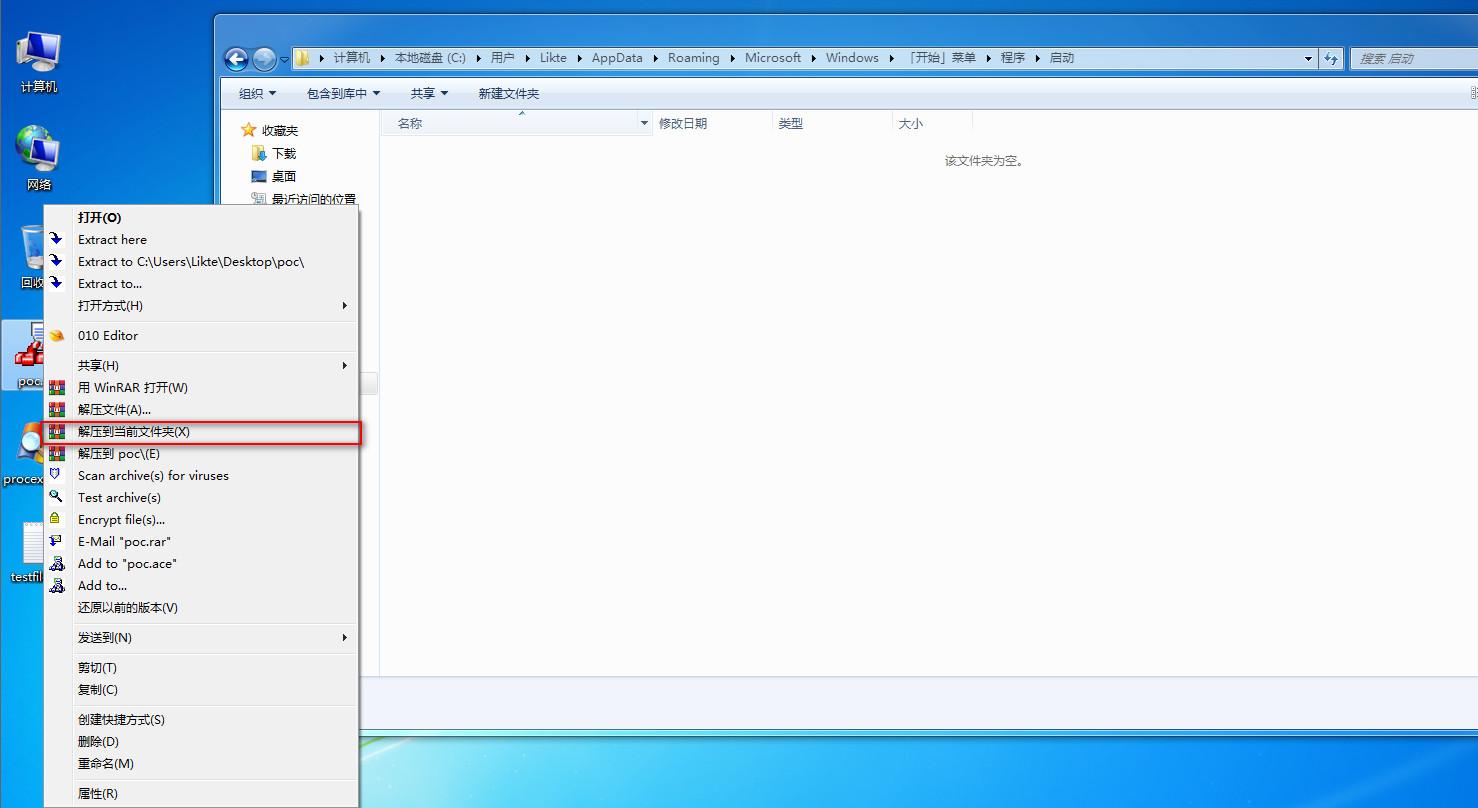 计算机
网络
回收
poc.
procex
testfil
计算机 本地磁盘 (C:) 用户 Likte AppData Roaming Microsoft Windows 「开始」菜单 程序 启动
搜索 启动
组织 包含到库中 共享 新建文件夹
收藏夹
下载
桌面
最近访问的位置
名称 修改日期 类型 大小
该文件夹为空。
打开(O)
Extract here
Extract to C:\Users\Likte\Desktop\poc\
Extract to...
打开方式(H)
010 Editor
共享(H)
用 WinRAR 打开(W)
解压文件(A)...
解压到当前文件夹(X)
解压到 poc\(E)
Scan archive(s) for viruses
Test archive(s)
Encrypt file(s)...
E-Mail "poc.rar"
Add to "poc.ace"
Add to...
还原以前的版本(V)
发送到(N)
剪切(T)
复制(C)
创建快捷方式(S)
删除(D)
重命名(M)
属性(R)